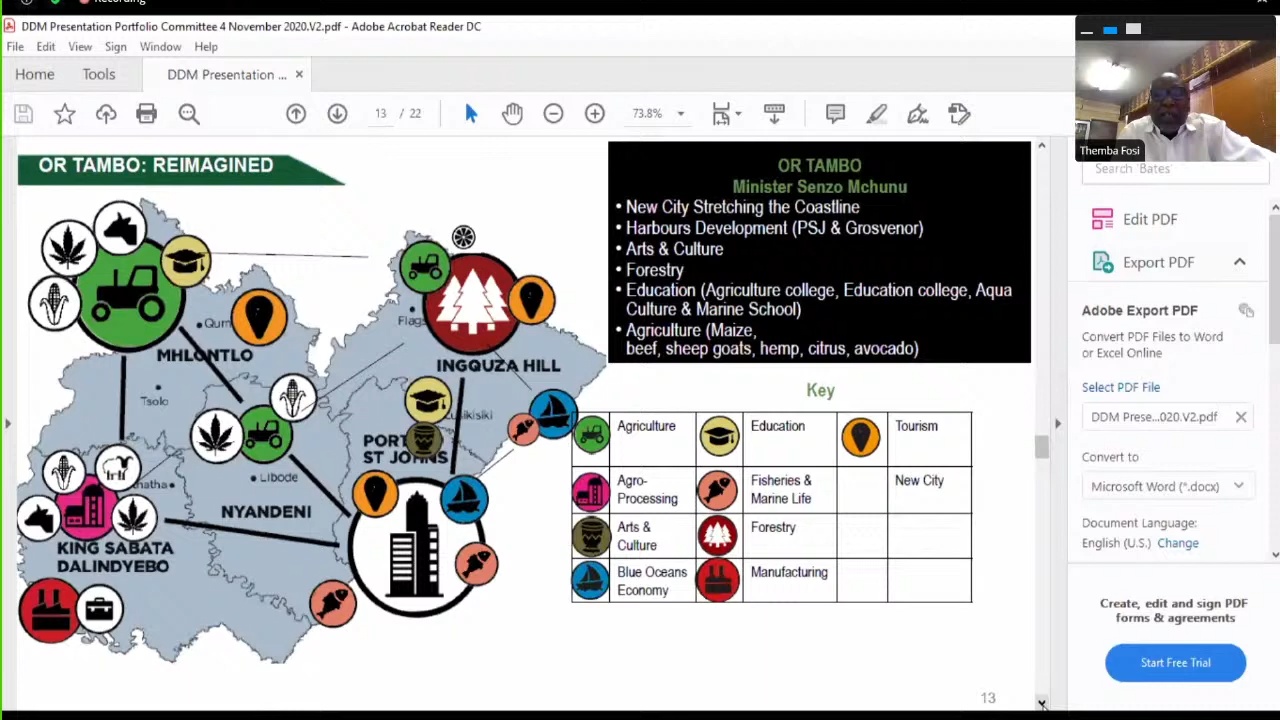 Recording
DDM Presentation Portfolio Committee 4 November 2020.V2.pdf - Adobe Acrobat Reader DC
File Edit View Sign Window Help
Home Tools DDM Presentation ... ×
13 / 22 73.8%
Themba Fosi
Search 'Bates'
Edit PDF
Export PDF
Adobe Export PDF
Convert PDF Files to Word
or Excel Online
Select PDF File
DDM Prese...020.V2.pdf
Convert to
Microsoft Word (*.docx)
Document Language:
English (U.S.) Change
Create, edit and sign PDF
forms & agreements
Start Free Trial
OR TAMBO: REIMAGINED
OR TAMBO
Minister Senzo Mchunu
• New City Stretching the Coastline
• Harbours Development (PSJ & Grosvenor)
• Arts & Culture
• Forestry
• Education (Agriculture college, Education college, Aqua
Culture & Marine School)
• Agriculture (Maize,
beef, sheep goats, hemp, citrus, avocado)
MHLONTLO
Tsolo
INGQUZA HILL
PORT
ST JOHNS
Libode
NYANDENI
KING SABATA
DALINDYEBO
Key
Agriculture Education Tourism
Agro-
Processing
Fisheries &
Marine Life
New City
Arts &
Culture
Forestry
Blue Oceans
Economy
Manufacturing
13